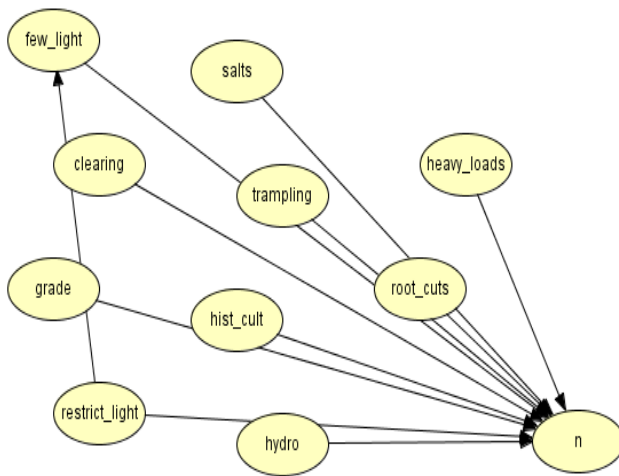 few_light
salts
clearing
heavy_loads
trampling
grade
root_cuts
hist_cult
restrict_light
hydro
n